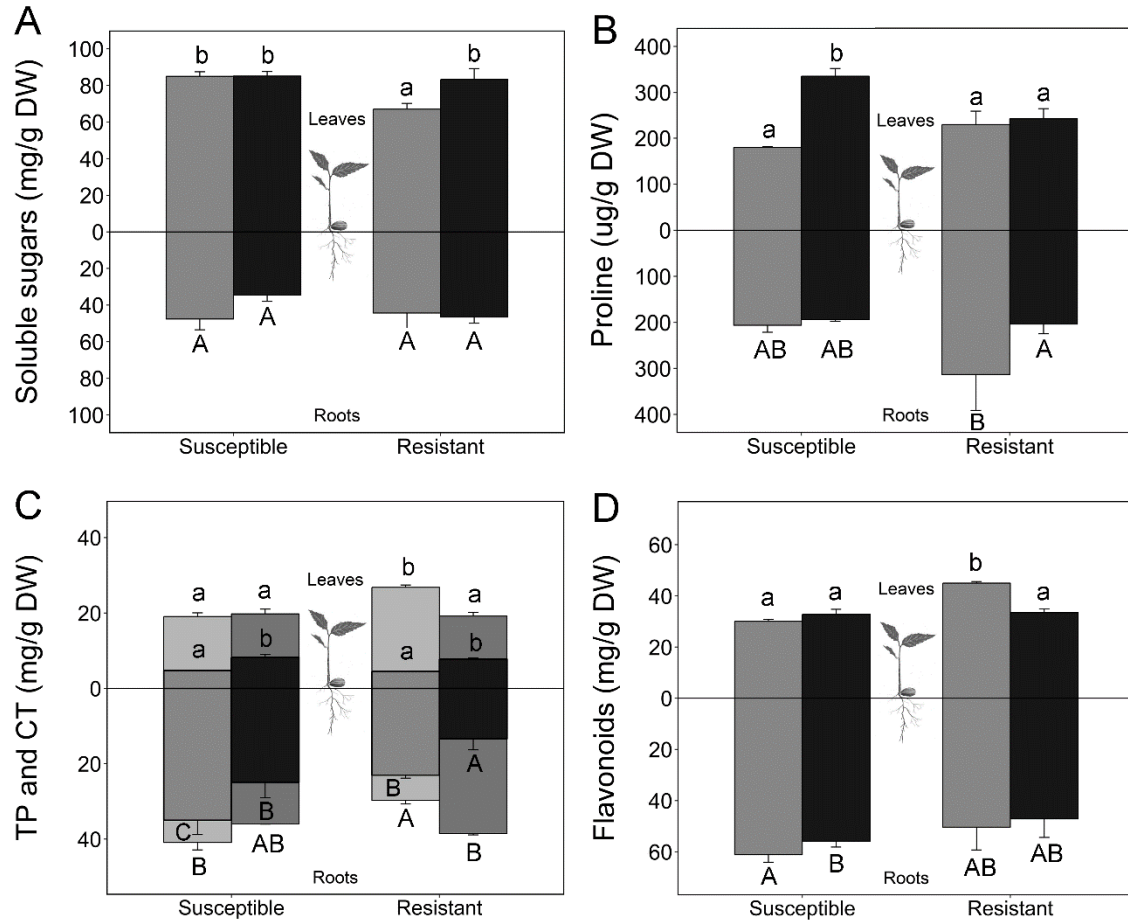 A
Soluble sugars (mg/g DW)
100
80
60
40
20
0
20
40
60
80
100
b
b
a
b
Leaves
A
A
A
A
Roots
Susceptible
Resistant
B
Proline (ug/g DW)
400
300
200
100
0
100
200
300
400
a
b
a
a
Leaves
AB
AB
B
A
Roots
Susceptible
Resistant
C
TP and CT (mg/g DW)
40
20
0
20
40
a
a
b
a
a
b
a
b
Leaves
C
B
B
A
B
AB
A
B
Roots
Susceptible
Resistant
D
Flavonoids (mg/g DW)
60
40
20
0
20
40
60
a
a
b
a
Leaves
A
B
AB
AB
Roots
Susceptible
Resistant